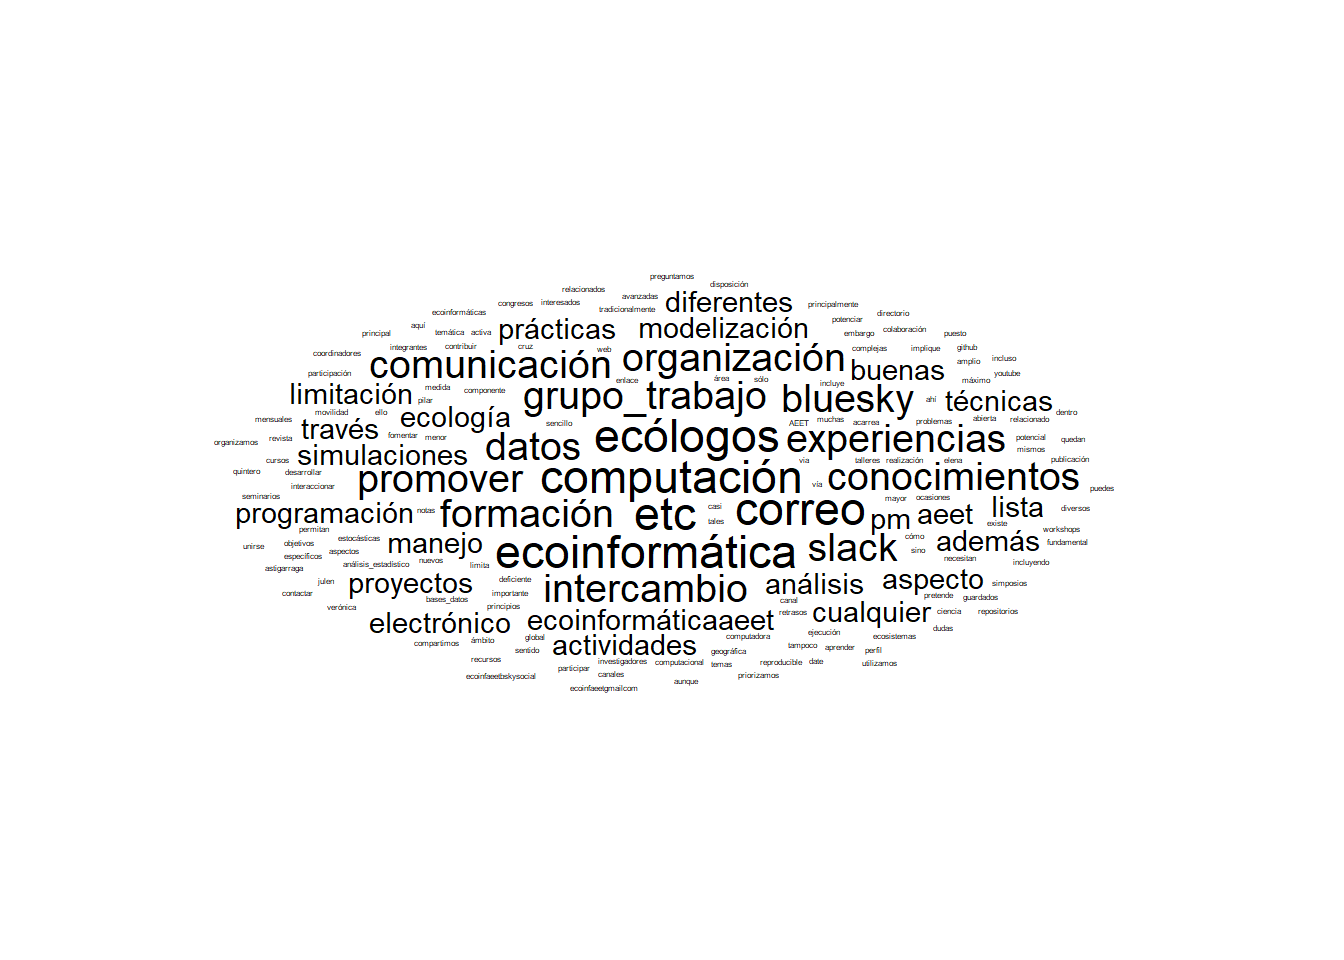 preguntamos
disposición
relacionados
avanzadas
congresos interesados diferentes principalmente
ecoinformáticas tradicionalmente directorio
aquí prácticas modelización potenciar
principal temática activa embargo colaboración puesto
coordinadores integrantes contribuir cruz web complejas implique github
comunicación organización buenas amplio incluso
participación enlace área sólo incluye máximo youtube
limitación medida componente grupo_trabajo bluesky ahí técnicas
mensuales movilidad ello pilar dentro
través ecología sencillo AEET muchas acarrea problemas abierta relacionado
organizamos revista fomentar menor datos ecólogos experiencias potencial quedan
cursos simulaciones via talleres realización elena mismos publicación
quintero desarrollar promover computación conocimientos puedes
interaccionar vía
seminarios mayor ocasiones
programación notas formación etc casi correo pm aeet lista diversos
permitan tales existe
unirse objetivos estocásticas manejo ecoinformática slack cómo además workshops
específicos aspectos sino fundamental
astigarraga análisis_estadístico nuevos limita necesitan incluyendo
julen proyectos deficiente intercambio análisis aspecto simposios
contactar importante pretende guardados
verónica bases_datos principios canal
electrónico ecoinformáticaaeet retrasos cualquier ciencia repositorios
compartimos ámbito global computadora ejecución ecosistemas dudas
sentido actividades geográfica tampoco aprender perfil
recursos investigadores computacional temas reproducible date utilizamos
participar
ecoinfaeetbskysocial canales aunque priorizamos
ecoinfaeetgmailcom